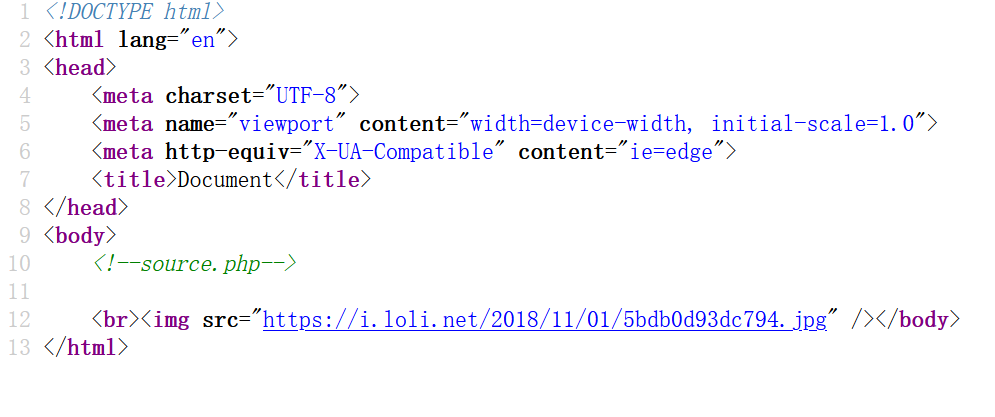 1 <!DOCTYPE html>
2 <html lang="en">
3 <head>
4     <meta charset="UTF-8">
5     <meta name="viewport" content="width=device-width, initial-scale=1.0">
6     <meta http-equiv="X-UA-Compatible" content="ie=edge">
7     <title>Document</title>
8 </head>
9 <body>
10     <!--source.php-->
11
12     <br><img src="https://i.loli.net/2018/11/01/5bdb0d93dc794.jpg" /></body>
13 </html>